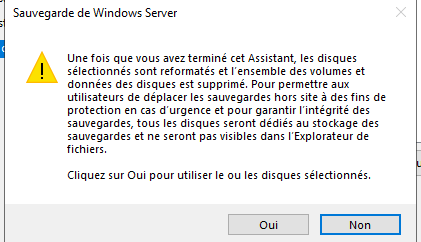 Sauvegarde de Windows Server
Une fois que vous avez terminé cet Assistant, les disques
sélectionnés sont reformatés et l'ensemble des volumes et
données des disques est supprimé. Pour permettre aux
utilisateurs de déplacer les sauvegardes hors site à des fins de
protection en cas d'urgence et pour garantir l'intégrité des
sauvegardes, tous les disques seront dédiés au stockage des
sauvegardes et ne seront pas visibles dans l'Explorateur de
fichiers.
Cliquez sur Oui pour utiliser le ou les disques sélectionnés.
Oui
Non